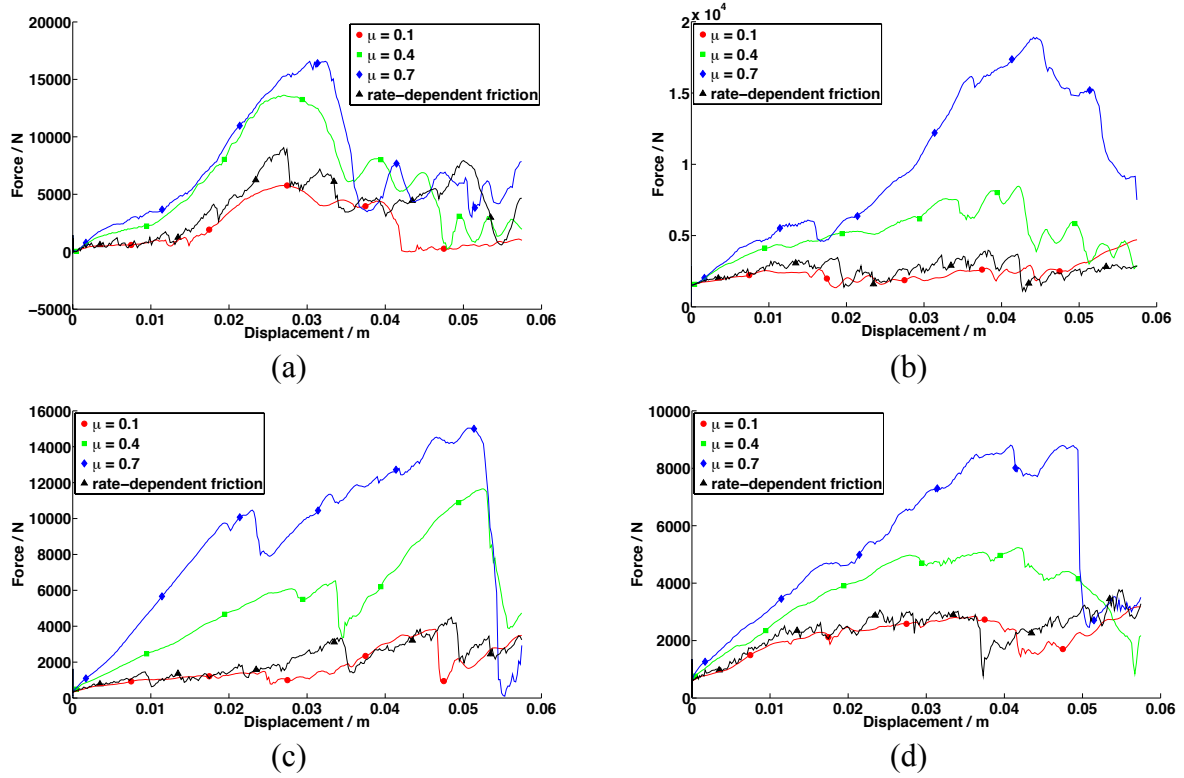 20000
15000
10000
5000
0
−5000
Force / N
0
0.01
0.02
0.03
0.04
0.05
0.06
Displacement / m
μ = 0.1
μ = 0.4
μ = 0.7
rate−dependent friction
(a)
2 x 10^4
1.5
1
0.5
0
Force / N
0
0.01
0.02
0.03
0.04
0.05
0.06
Displacement / m
μ = 0.1
μ = 0.4
μ = 0.7
rate−dependent friction
(b)
16000
14000
12000
10000
8000
6000
4000
2000
0
Force / N
0
0.01
0.02
0.03
0.04
0.05
0.06
Displacement / m
μ = 0.1
μ = 0.4
μ = 0.7
rate−dependent friction
(c)
10000
8000
6000
4000
2000
0
Force / N
0
0.01
0.02
0.03
0.04
0.05
0.06
Displacement / m
μ = 0.1
μ = 0.4
μ = 0.7
rate−dependent friction
(d)